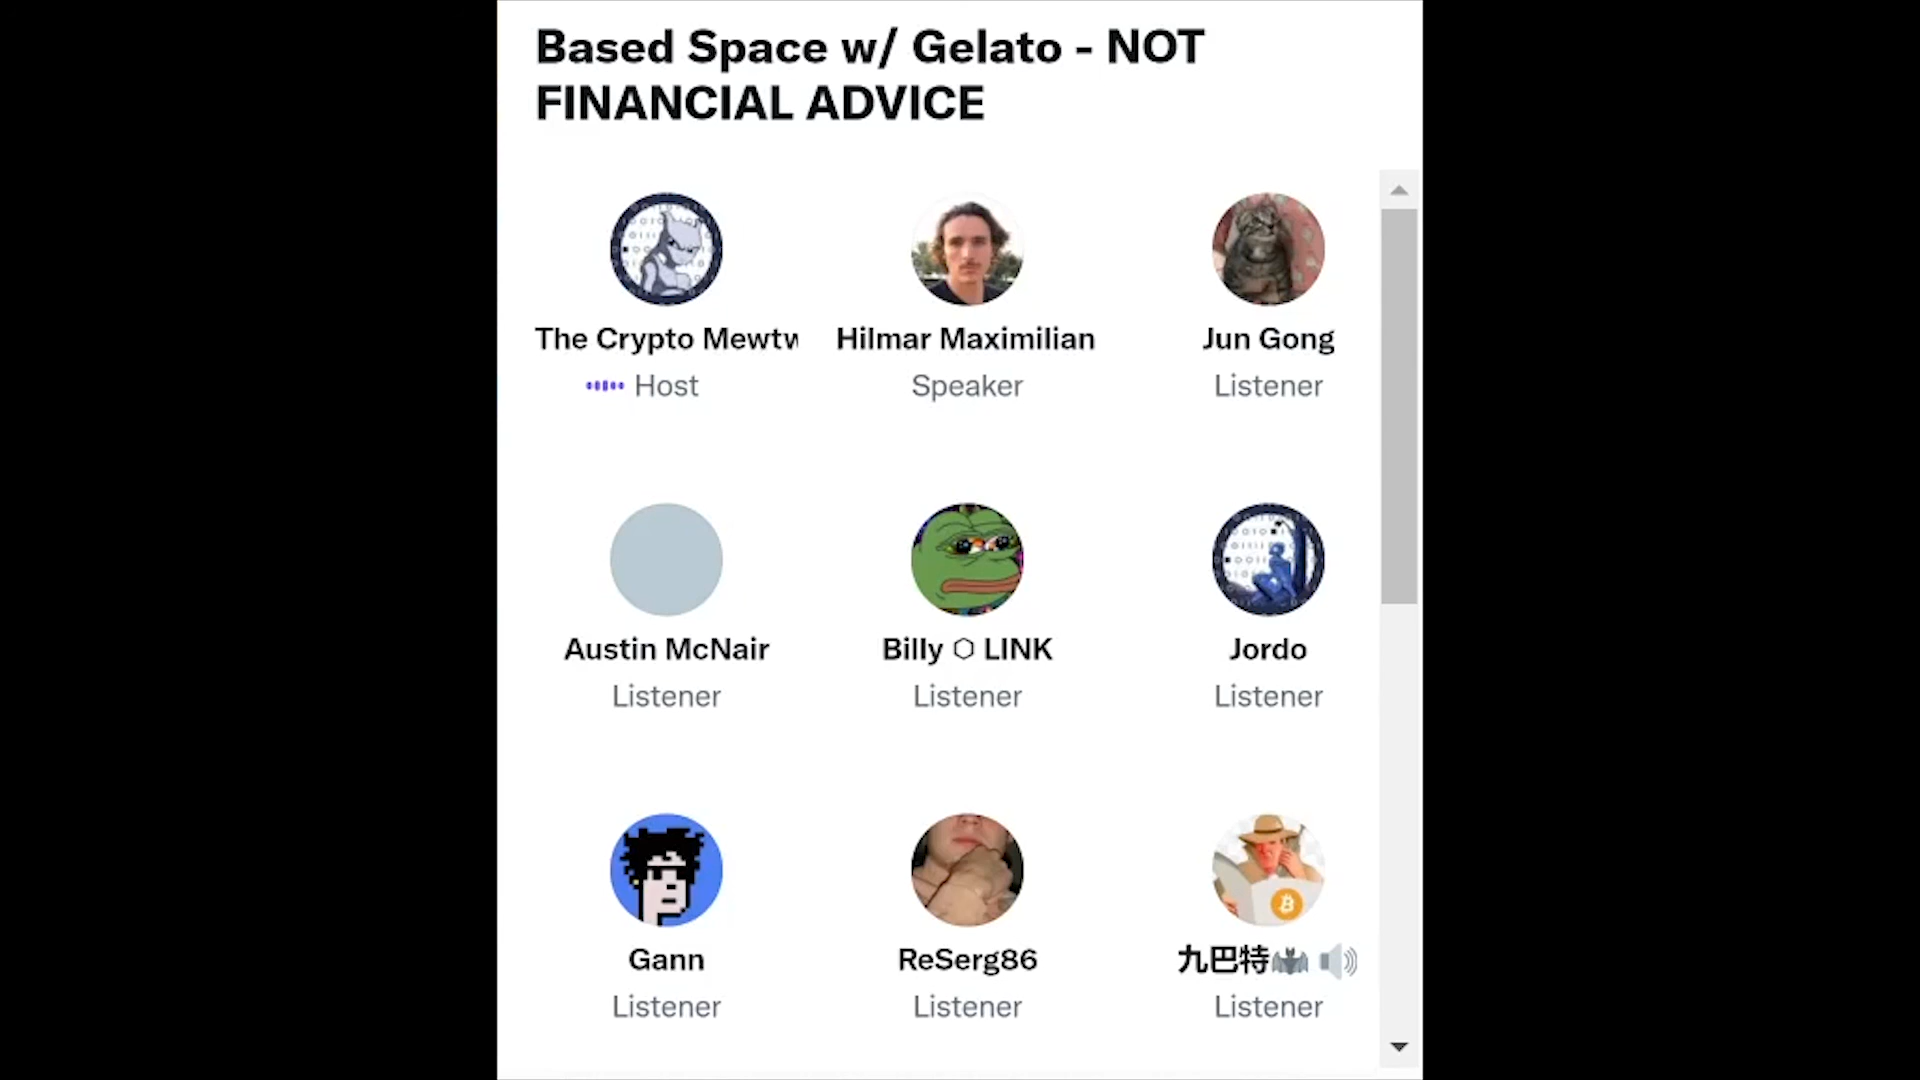 Based Space w/ Gelato - NOT
FINANCIAL ADVICE
The Crypto Mewtw
Hilmar Maximilian
Jun Gong
Host
Speaker
Listener
Austin McNair
Billy ⬡ LINK
Jordo
Listener
Listener
Listener
Gann
ReSerg86
九巴特🦇 🔊
Listener
Listener
Listener